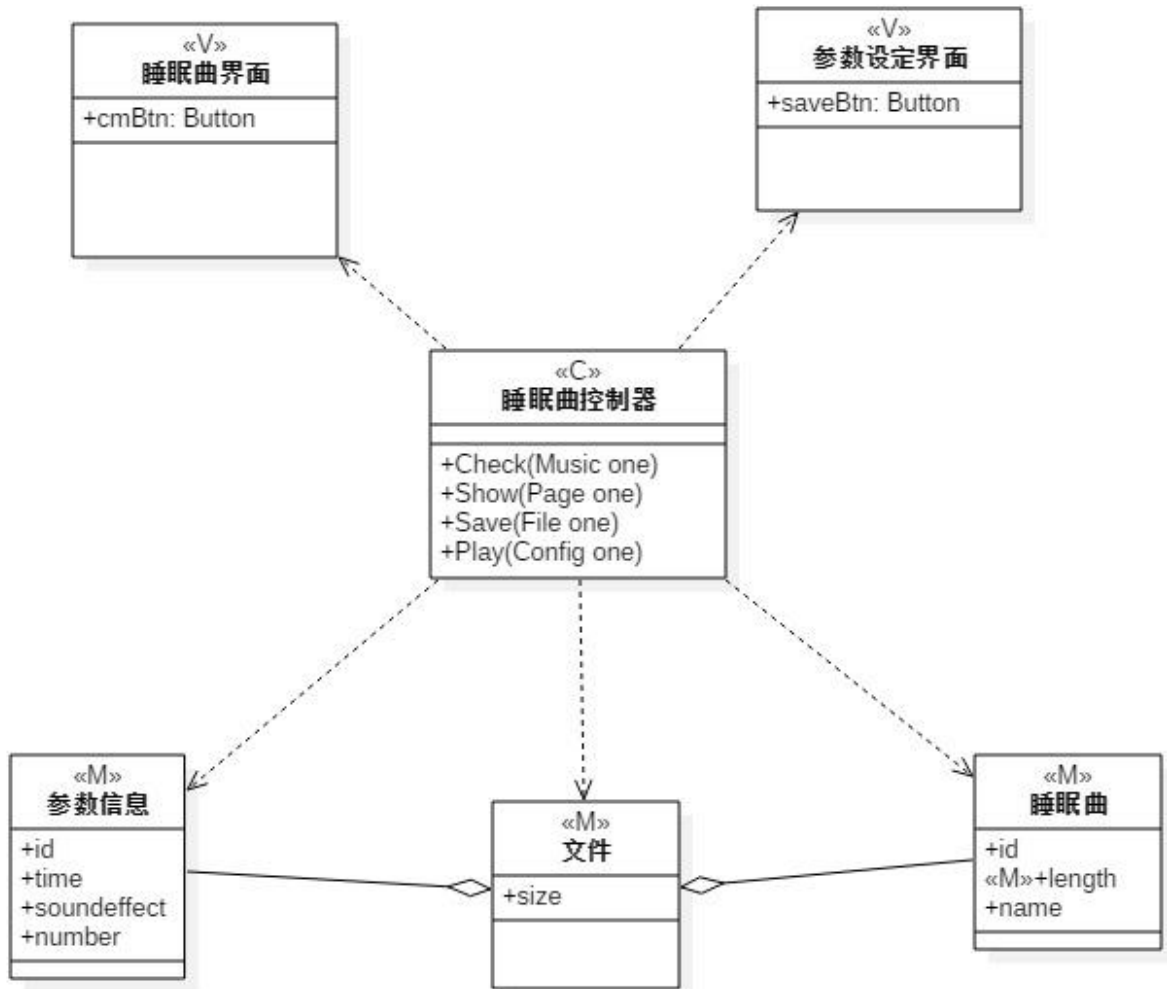 «V»
睡眠曲界面
+cmBtn: Button
«V»
参数设定界面
+saveBtn: Button
«C»
睡眠曲控制器
+Check(Music one)
+Show(Page one)
+Save(File one)
+Play(Config one)
«M»
参数信息
+id
+time
+soundeffect
+number
«M»
文件
+size
«M»
睡眠曲
+id
«M»+length
+name